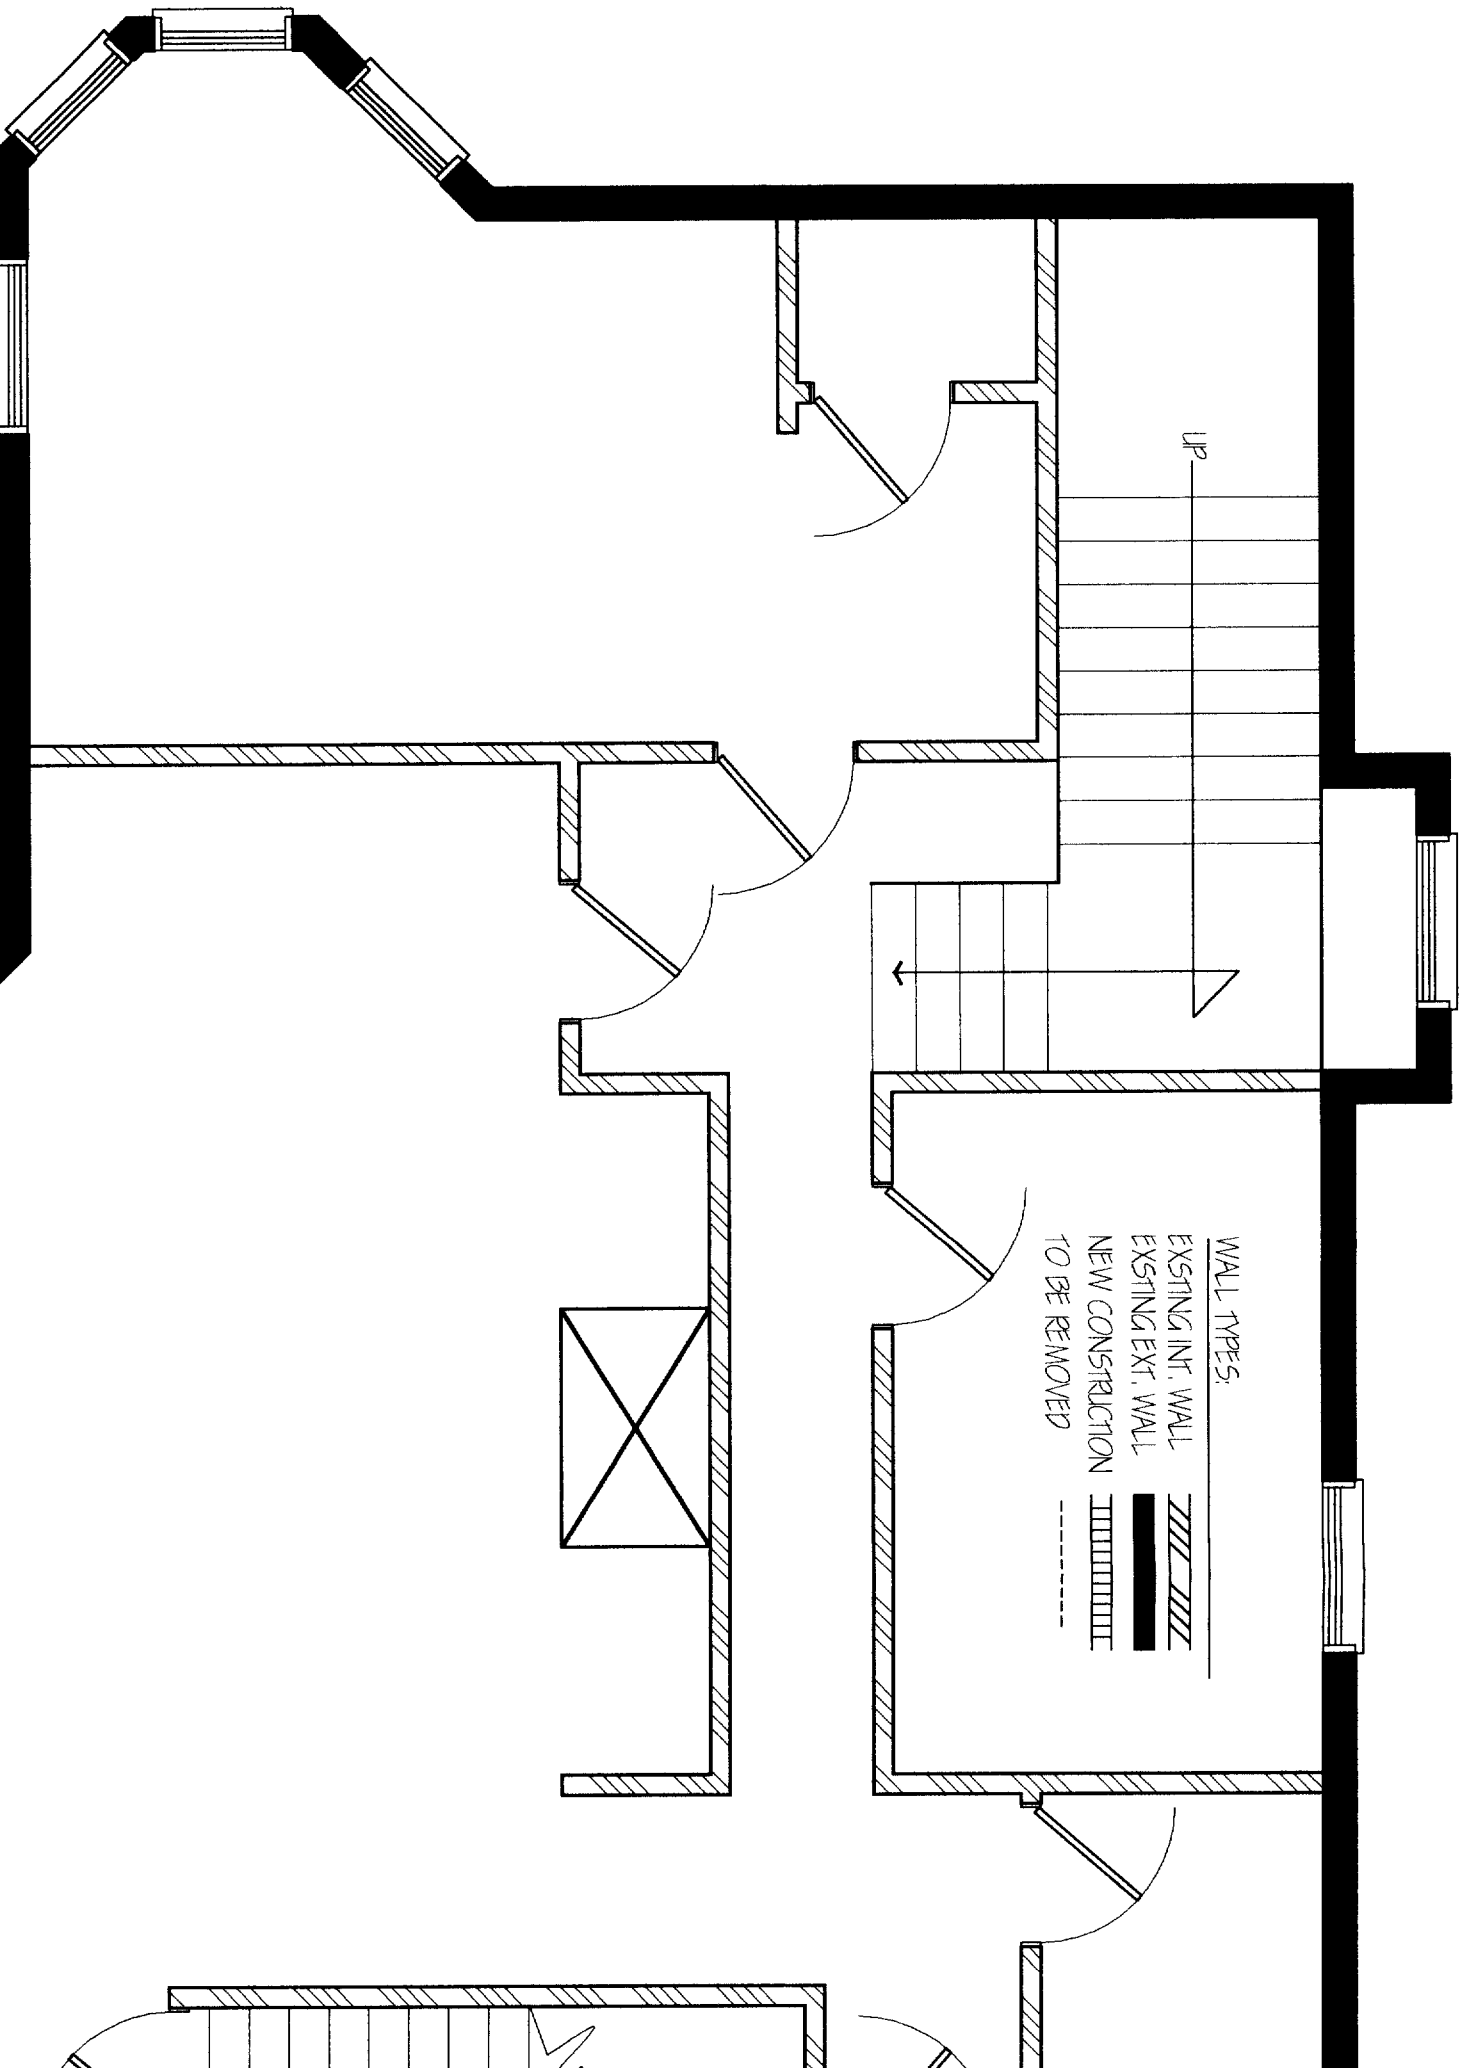 UP
WALL TYPES:
EXSTING INT. WALL
EXSTING EXT. WALL
NEW CONSTRUCTION
TO BE REMOVED